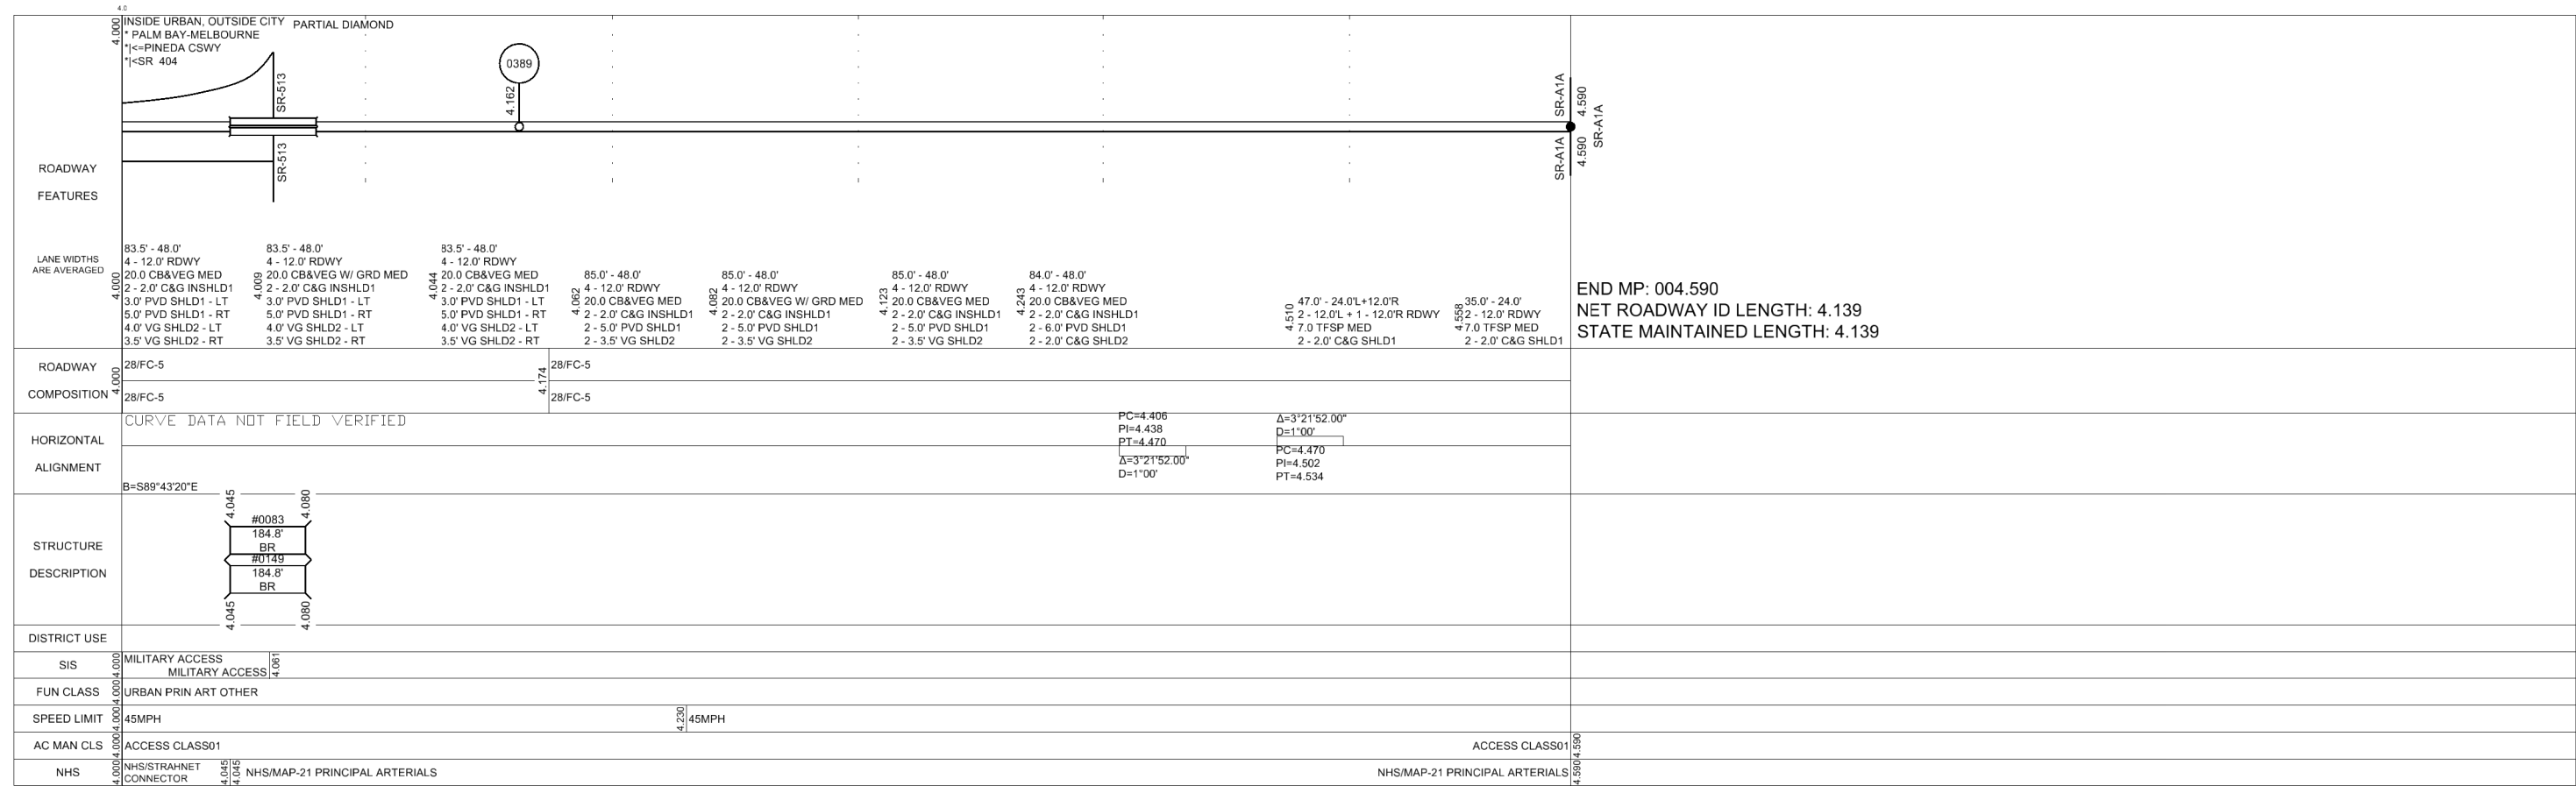 4.0
4.000
INSIDE URBAN, OUTSIDE CITY
* PALM BAY-MELBOURNE
*|<=PINEDA CSWY
*|<SR 404
PARTIAL DIAMOND
SR-513
SR-513
0389
4.162
SR-A1A
4.590
SR-A1A
SR-A1A
4.590
ROADWAY
FEATURES
LANE WIDTHS
ARE AVERAGED
4.000
83.5' - 48.0'
4 - 12.0' RDWY
20.0 CB&VEG MED
2 - 2.0' C&G INSHLD1
3.0' PVD SHLD1 - LT
5.0' PVD SHLD1 - RT
4.0' VG SHLD2 - LT
3.5' VG SHLD2 - RT
4.009
83.5' - 48.0'
4 - 12.0' RDWY
20.0 CB&VEG W/ GRD MED
2 - 2.0' C&G INSHLD1
3.0' PVD SHLD1 - LT
5.0' PVD SHLD1 - RT
4.0' VG SHLD2 - LT
3.5' VG SHLD2 - RT
4.044
83.5' - 48.0'
4 - 12.0' RDWY
20.0 CB&VEG MED
2 - 2.0' C&G INSHLD1
3.0' PVD SHLD1 - LT
5.0' PVD SHLD1 - RT
4.0' VG SHLD2 - LT
3.5' VG SHLD2 - RT
4.062
85.0' - 48.0'
4 - 12.0' RDWY
20.0 CB&VEG MED
2 - 2.0' C&G INSHLD1
2 - 5.0' PVD SHLD1
2 - 3.5' VG SHLD2
4.082
85.0' - 48.0'
4 - 12.0' RDWY
20.0 CB&VEG W/ GRD MED
2 - 2.0' C&G INSHLD1
2 - 5.0' PVD SHLD1
2 - 3.5' VG SHLD2
4.123
85.0' - 48.0'
4 - 12.0' RDWY
20.0 CB&VEG MED
2 - 2.0' C&G INSHLD1
2 - 5.0' PVD SHLD1
2 - 3.5' VG SHLD2
4.243
84.0' - 48.0'
4 - 12.0' RDWY
20.0 CB&VEG MED
2 - 2.0' C&G INSHLD1
2 - 6.0' PVD SHLD1
2 - 2.0' C&G SHLD2
4.510
47.0' - 24.0'L+12.0'R
2 - 12.0'L + 1 - 12.0'R RDWY
7.0 TFSP MED
2 - 2.0' C&G SHLD1
4.558
35.0' - 24.0'
2 - 12.0' RDWY
7.0 TFSP MED
2 - 2.0' C&G SHLD1
END MP: 004.590
NET ROADWAY ID LENGTH: 4.139
STATE MAINTAINED LENGTH: 4.139
ROADWAY
COMPOSITION
4.000
28/FC-5
28/FC-5
4.174
28/FC-5
28/FC-5
HORIZONTAL
ALIGNMENT
CURVE DATA NOT FIELD VERIFIED
B=S89°43'20"E
PC=4.406
PI=4.438
PT=4.470
Δ=3°21'52.00"
D=1°00'
Δ=3°21'52.00"
D=1°00'
PC=4.470
PI=4.502
PT=4.534
STRUCTURE
DESCRIPTION
4.045
4.080
#0083
184.8'
BR
#0149
184.8'
BR
4.045
4.080
DISTRICT USE
SIS
4.000
MILITARY ACCESS
MILITARY ACCESS
4.061
FUN CLASS
4.000
URBAN PRIN ART OTHER
SPEED LIMIT
4.000
45MPH
4.230
45MPH
AC MAN CLS
4.000
ACCESS CLASS01
ACCESS CLASS01
4.590
NHS
4.000
NHS/STRAHNET
CONNECTOR
4.045
4.045
NHS/MAP-21 PRINCIPAL ARTERIALS
NHS/MAP-21 PRINCIPAL ARTERIALS
4.590